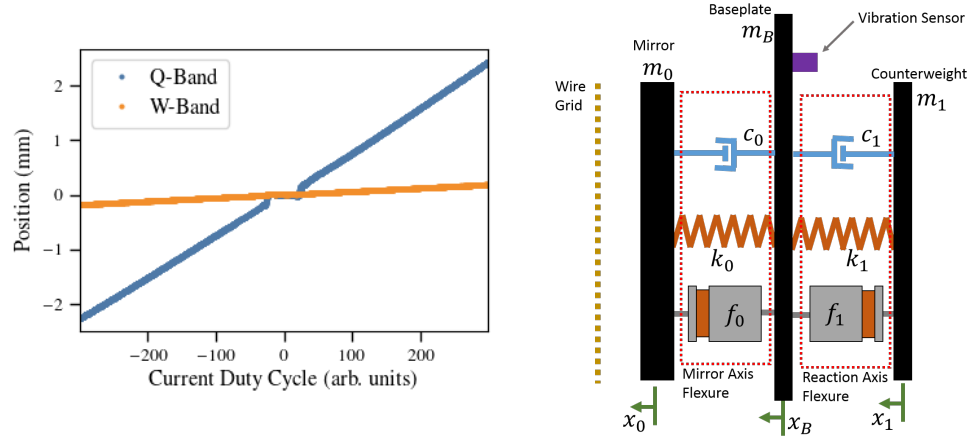 Q-Band
W-Band
2
1
0
−1
−2
Position (mm)
−200
−100
0
100
200
Current Duty Cycle (arb. units)
Baseplate
m_B
Vibration Sensor
Mirror
m_0
Counterweight
m_1
Wire
Grid
c_0
c_1
k_0
k_1
f_0
f_1
Mirror Axis
Flexure
Reaction Axis
Flexure
x_0
x_B
x_1